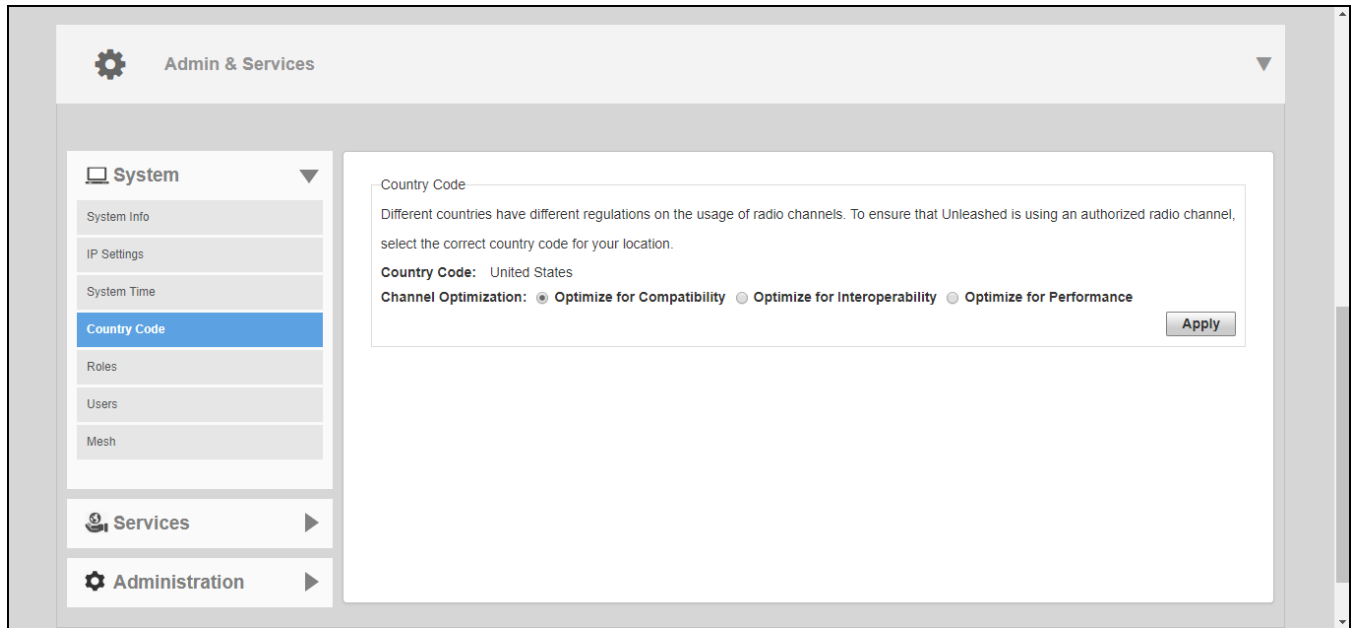 Admin & Services
System
System Info
IP Settings
System Time
Country Code
Roles
Users
Mesh
Services
Administration
Country Code
Different countries have different regulations on the usage of radio channels. To ensure that Unleashed is using an authorized radio channel,
select the correct country code for your location.
Country Code: United States
Channel Optimization: Optimize for Compatibility Optimize for Interoperability Optimize for Performance
Apply